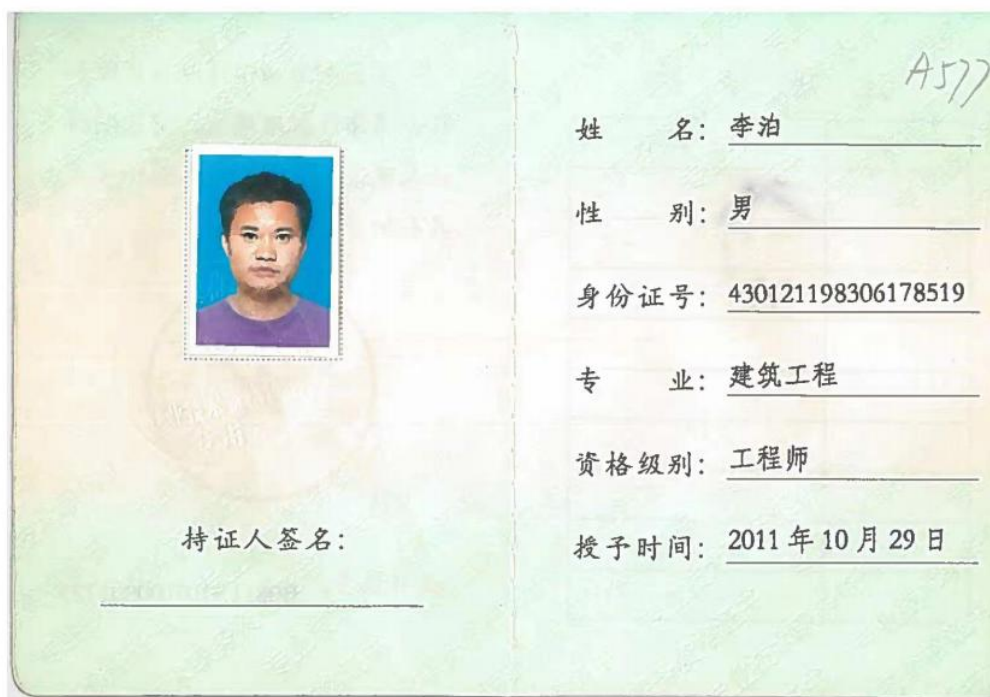 A577
姓 名: 李泊
性 别: 男
身份证号: 430121198306178519
专 业: 建筑工程
资格级别: 工程师
授予时间: 2011 年 10 月 29 日
持证人签名: